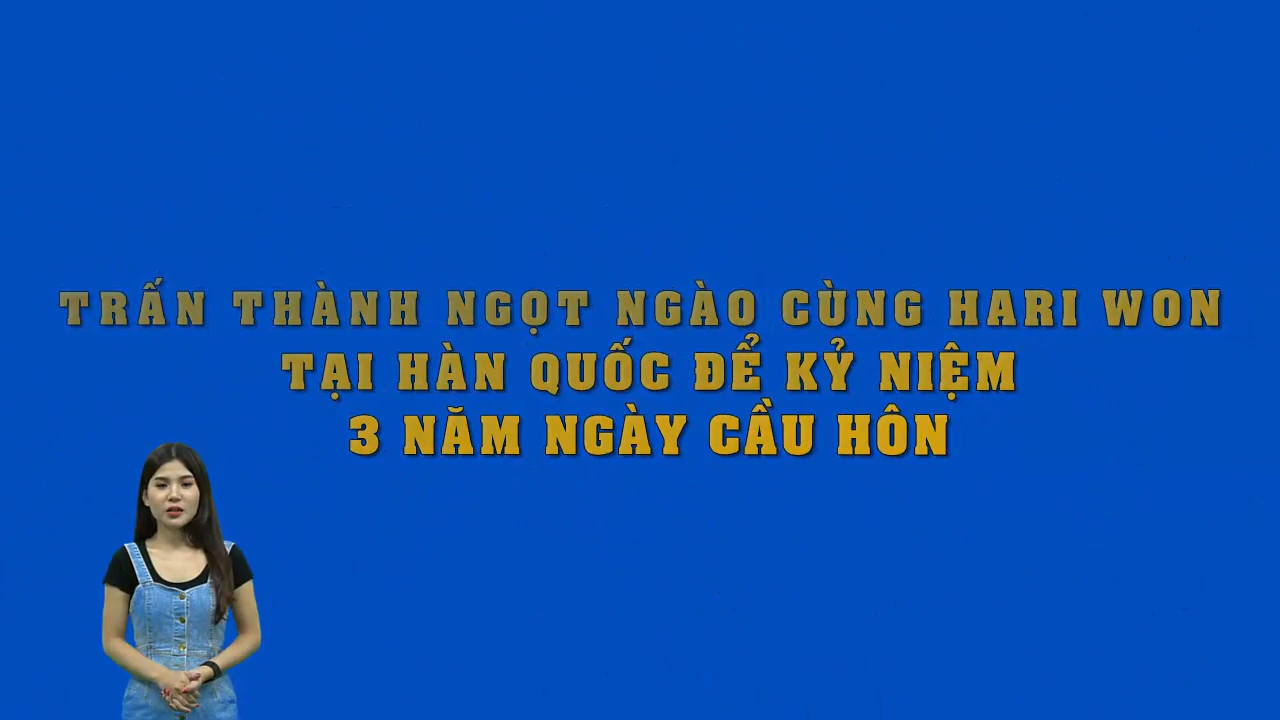 TRẤN THÀNH NGỌT NGÀO CÙNG HARI WON
TẠI HÀN QUỐC ĐỂ KỶ NIỆM
3 NĂM NGÀY CẦU HÔN